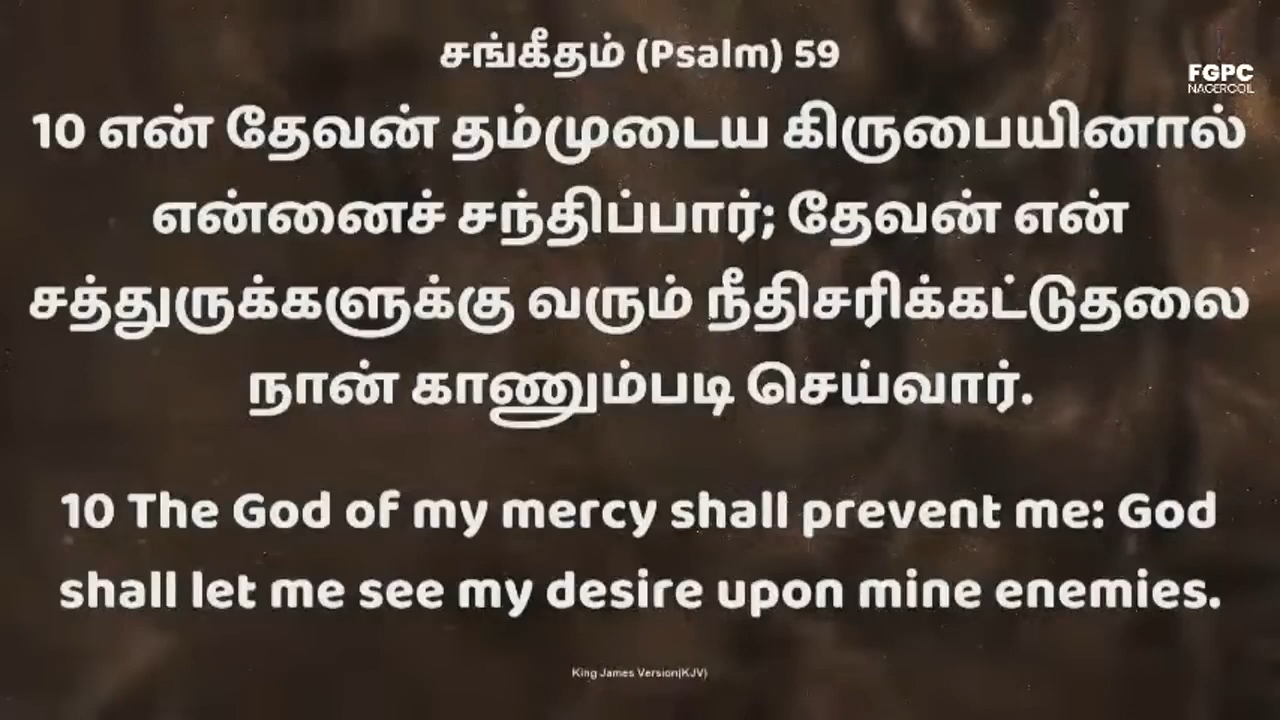 சங்கீதம் (Psalm) 59
FGPC
NAGERCOIL
10 என் தேவன் தம்முடைய கிருபையினால்
என்னைச் சந்திப்பார்; தேவன் என்
சத்துருக்களுக்கு வரும் நீதிசரிக்கட்டுதலை
நான் காணும்படி செய்வார்.
10 The God of my mercy shall prevent me: God
shall let me see my desire upon mine enemies.
King James Version(KJV)